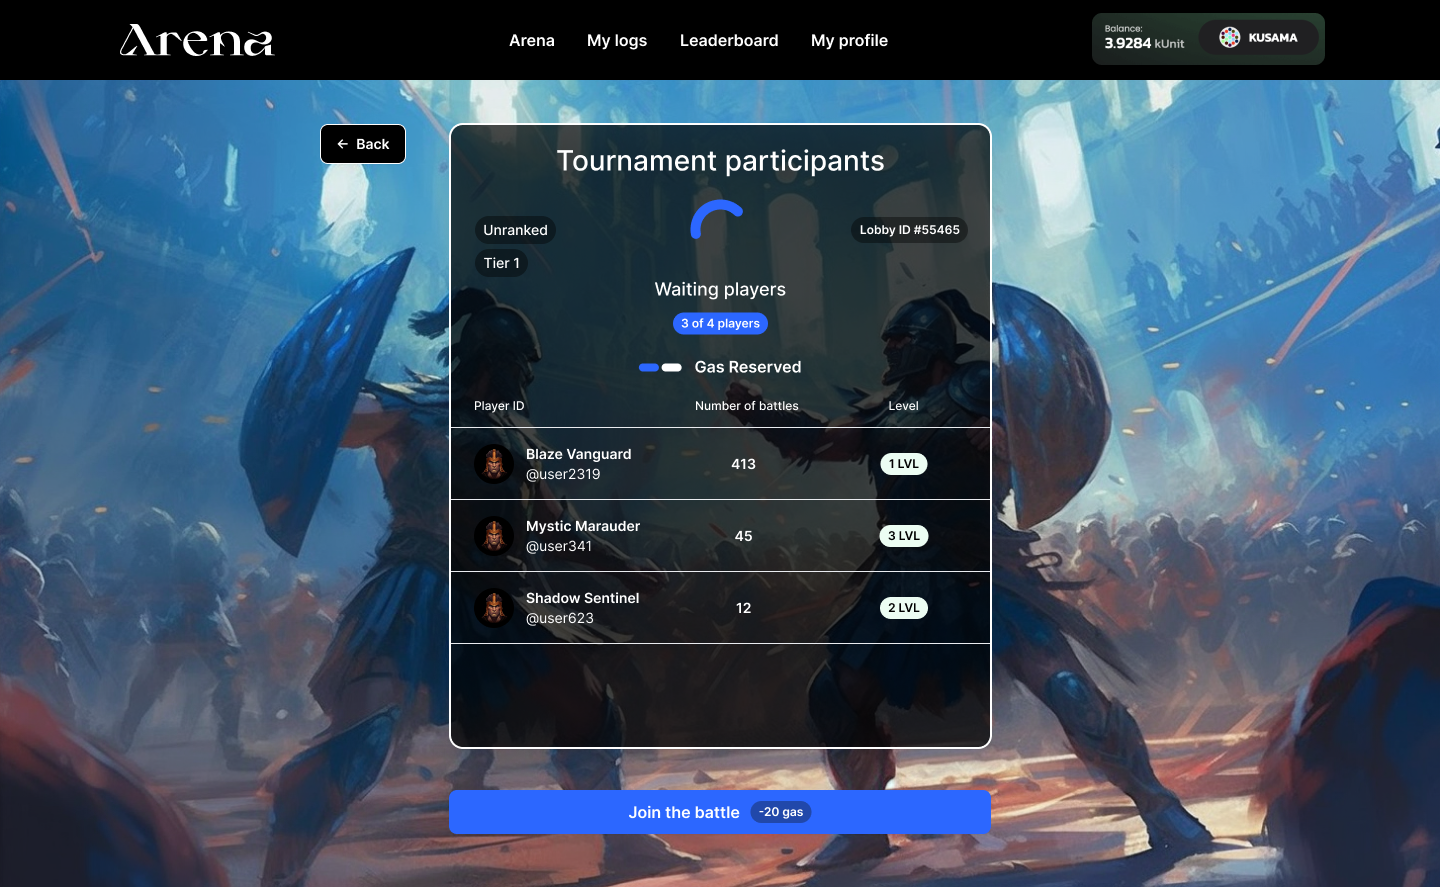 Arena
Arena
My logs
Leaderboard
My profile
Balance:
3.9284 kUnit
KUSAMA
← Back
Tournament participants
Unranked
Tier 1
Lobby ID #55465
Waiting players
3 of 4 players
Gas Reserved
Player ID
Number of battles
Level
Blaze Vanguard
@user2319
413
1 LVL
Mystic Marauder
@user341
45
3 LVL
Shadow Sentinel
@user623
12
2 LVL
Join the battle
-20 gas